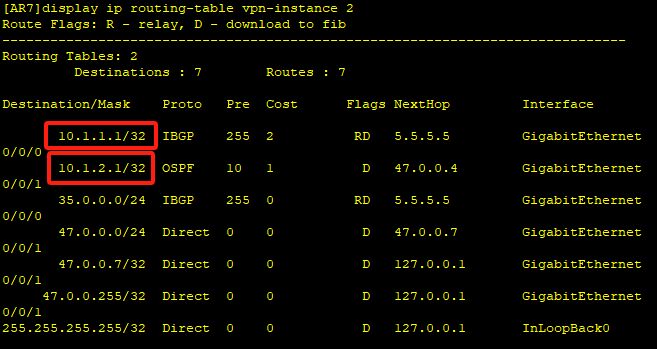 [AR7]display ip routing-table vpn-instance 2
Route Flags: R - relay, D - download to fib
------------------------------------------------------------------------------
Routing Tables: 2
         Destinations : 7        Routes : 7

Destination/Mask    Proto   Pre  Cost      Flags NextHop         Interface

       10.1.1.1/32  IBGP    255  2          RD   5.5.5.5         GigabitEthernet
0/0/0
       10.1.2.1/32  OSPF    10   1           D   47.0.0.4        GigabitEthernet
0/0/1
       35.0.0.0/24  IBGP    255  0          RD   5.5.5.5         GigabitEthernet
0/0/0
       47.0.0.0/24  Direct  0    0           D   47.0.0.7        GigabitEthernet
0/0/1
       47.0.0.7/32  Direct  0    0           D   127.0.0.1       GigabitEthernet
0/0/1
     47.0.0.255/32  Direct  0    0           D   127.0.0.1       GigabitEthernet
0/0/1
255.255.255.255/32  Direct  0    0           D   127.0.0.1       InLoopBack0